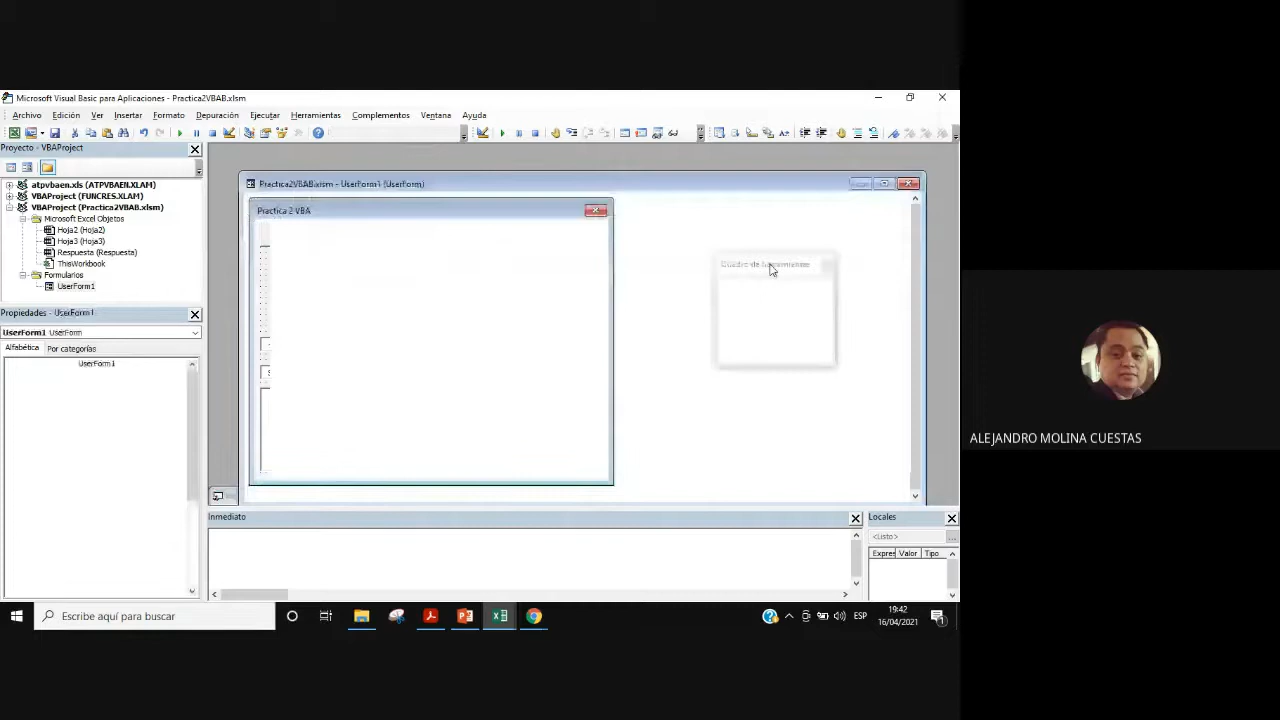 Microsoft Visual Basic para Aplicaciones - Practica2VBAB.xlsm
Archivo Edición Ver Insertar Formato Depuración Ejecutar Herramientas Complementos Ventana Ayuda
Proyecto - VBAProject
atpvbaen.xls (ATPVBAEN.XLAM)
VBAProject (FUNCRES.XLAM)
VBAProject (Practica2VBAB.xlsm)
Microsoft Excel Objetos
Hoja2 (Hoja2)
Hoja3 (Hoja3)
Respuesta (Respuesta)
ThisWorkbook
Formularios
UserForm1
Propiedades - UserForm1
UserForm1 UserForm
Alfabética Por categorías
UserForm1
Practica2VBAB.xlsm - UserForm1 (UserForm)
Practica 2 VBA
Cuadro de herramientas
Inmediato
Locales
<Listo>
Expres Valor Tipo
Escribe aquí para buscar
ESP
19:42
16/04/2021
ALEJANDRO MOLINA CUESTAS